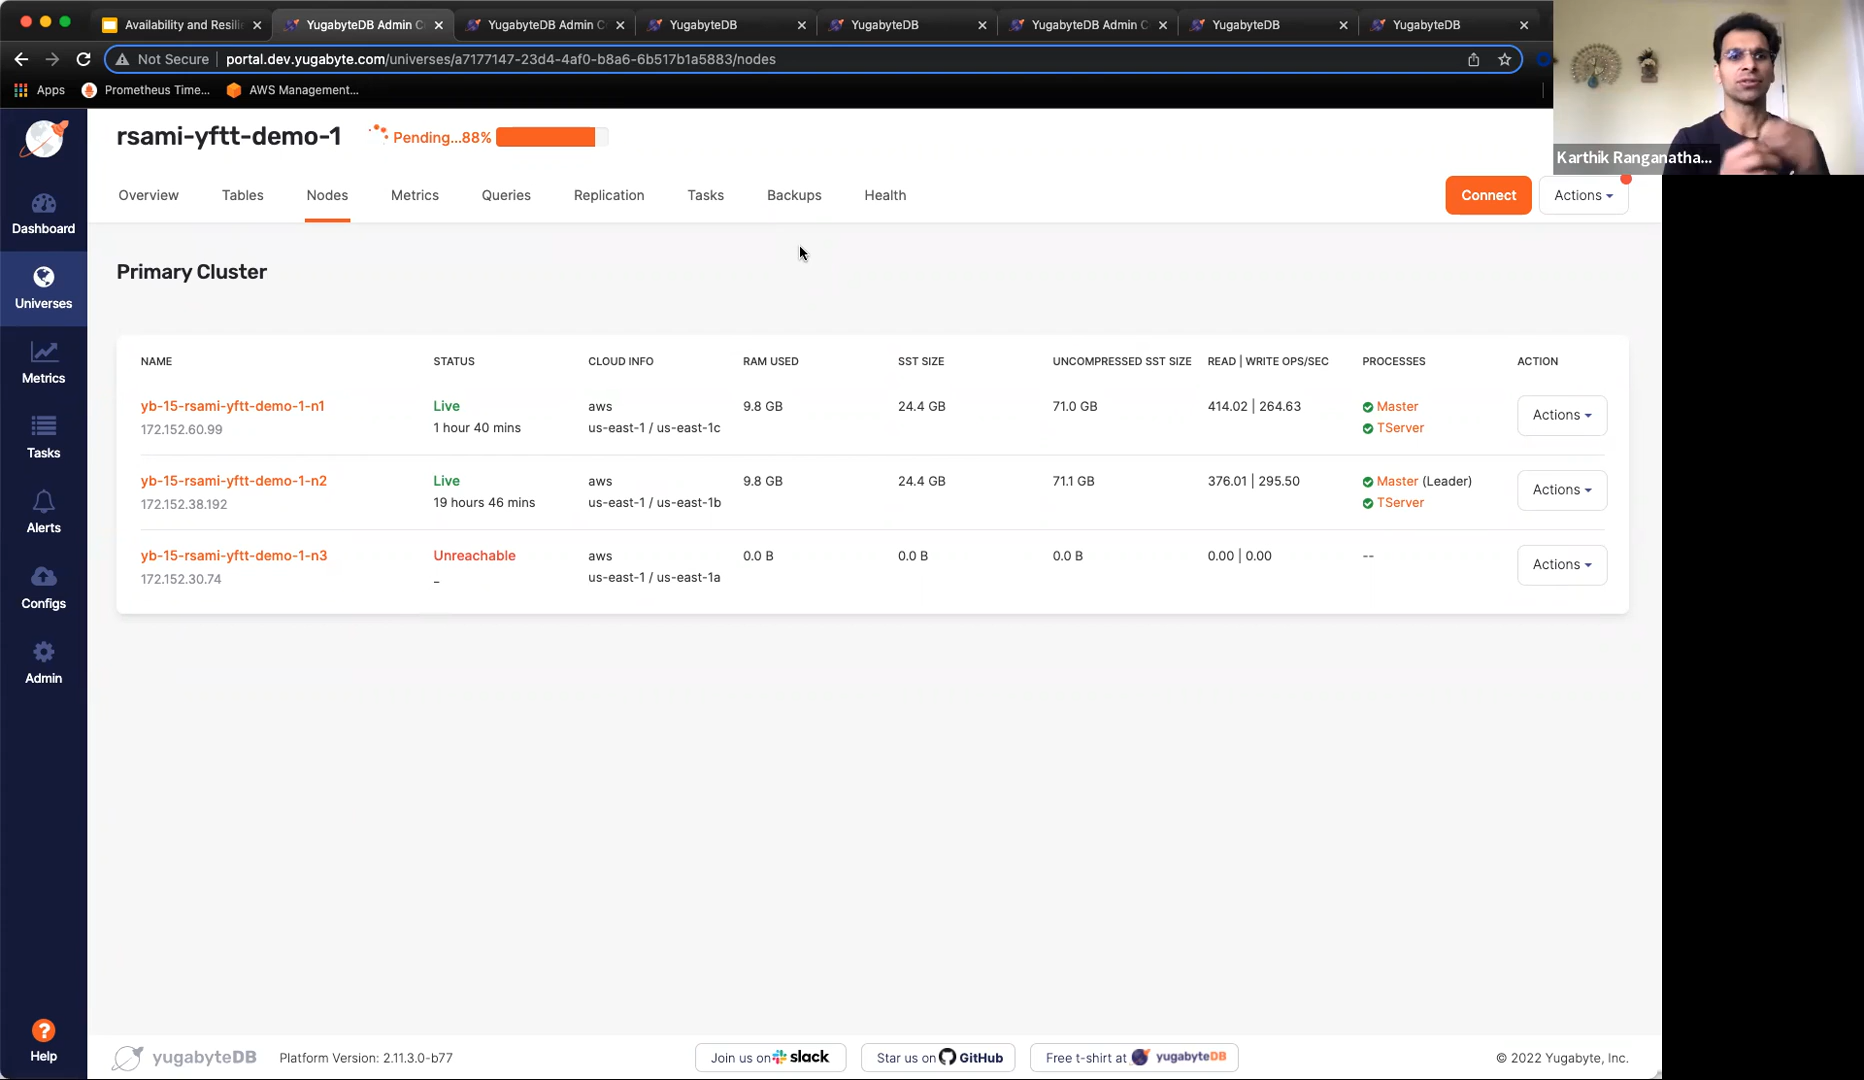 Availability and Resili
YugabyteDB Admin C
YugabyteDB Admin C
YugabyteDB
YugabyteDB
YugabyteDB Admin C
YugabyteDB
YugabyteDB
Not Secure portal.dev.yugabyte.com/universes/a7177147-23d4-4af0-b8a6-6b517b1a5883/nodes
Apps Prometheus Time... AWS Management...
Karthik Ranganatha...
rsami-yftt-demo-1 Pending...88%
Overview Tables Nodes Metrics Queries Replication Tasks Backups Health Connect Actions
Dashboard
Universes
Metrics
Tasks
Alerts
Configs
Admin
Help
Primary Cluster
NAME STATUS CLOUD INFO RAM USED SST SIZE UNCOMPRESSED SST SIZE READ | WRITE OPS/SEC PROCESSES ACTION
yb-15-rsami-yftt-demo-1-n1 Live aws 9.8 GB 24.4 GB 71.0 GB 414.02 | 264.63 Master Actions
172.152.60.99 1 hour 40 mins us-east-1 / us-east-1c TServer
yb-15-rsami-yftt-demo-1-n2 Live aws 9.8 GB 24.4 GB 71.1 GB 376.01 | 295.50 Master (Leader) Actions
172.152.38.192 19 hours 46 mins us-east-1 / us-east-1b TServer
yb-15-rsami-yftt-demo-1-n3 Unreachable aws 0.0 B 0.0 B 0.0 B 0.00 | 0.00 -- Actions
172.152.30.74 – us-east-1 / us-east-1a
yugabyteDB Platform Version: 2.11.3.0-b77 Join us on slack Star us on GitHub Free t-shirt at yugabyteDB © 2022 Yugabyte, Inc.